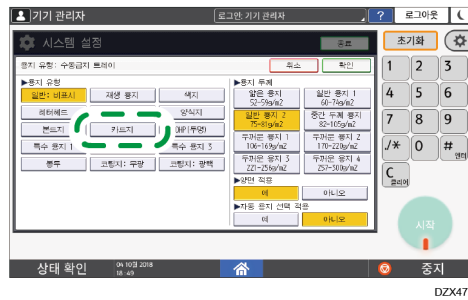 기기 관리자
로그인: 기기 관리자
?
로그아웃
시스템 설정
종료
초기화
용지 유형: 수동급지 트레이
취소
확인
▶용지 유형
▶용지 두께
일반: 비표시
재생 용지
색지
얇은 용지
52-59g/m2
일반 용지 1
60-74g/m2
레터헤드
양식지
일반 용지 2
75-81g/m2
중간 두께 용지
82-105g/m2
본드지
카드지
OHP(투명)
두꺼운 용지 1
106-169g/m2
두꺼운 용지 2
170-220g/m2
특수 용지 1
특수 용지 3
두꺼운 용지 3
221-256g/m2
두꺼운 용지 4
257-300g/m2
봉투
코팅지: 무광
코팅지: 광택
▶양면 적용
예
아니오
▶자동 용지 선택 적용
예
아니오
1 2 3
4 5 6
7 8 9
./* 0 #
엔터
C
클리어
시작
상태 확인
04 10월 2018
18:49
중지
DZX47